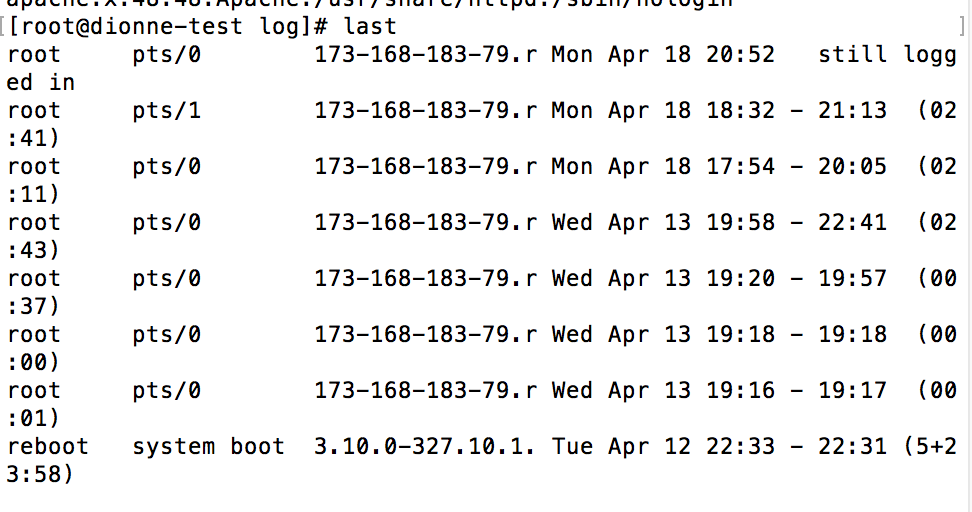 apache:x:48:48:Apache:/usr/share/httpd:/sbin/nologin
[[root@dionne-test log]# last ]
root     pts/0        173-168-183-79.r Mon Apr 18 20:52   still logg
ed in
root     pts/1        173-168-183-79.r Mon Apr 18 18:32 - 21:13  (02
:41)
root     pts/0        173-168-183-79.r Mon Apr 18 17:54 - 20:05  (02
:11)
root     pts/0        173-168-183-79.r Wed Apr 13 19:58 - 22:41  (02
:43)
root     pts/0        173-168-183-79.r Wed Apr 13 19:20 - 19:57  (00
:37)
root     pts/0        173-168-183-79.r Wed Apr 13 19:18 - 19:18  (00
:00)
root     pts/0        173-168-183-79.r Wed Apr 13 19:16 - 19:17  (00
:01)
reboot   system boot  3.10.0-327.10.1. Tue Apr 12 22:33 - 22:31 (5+2
3:58)